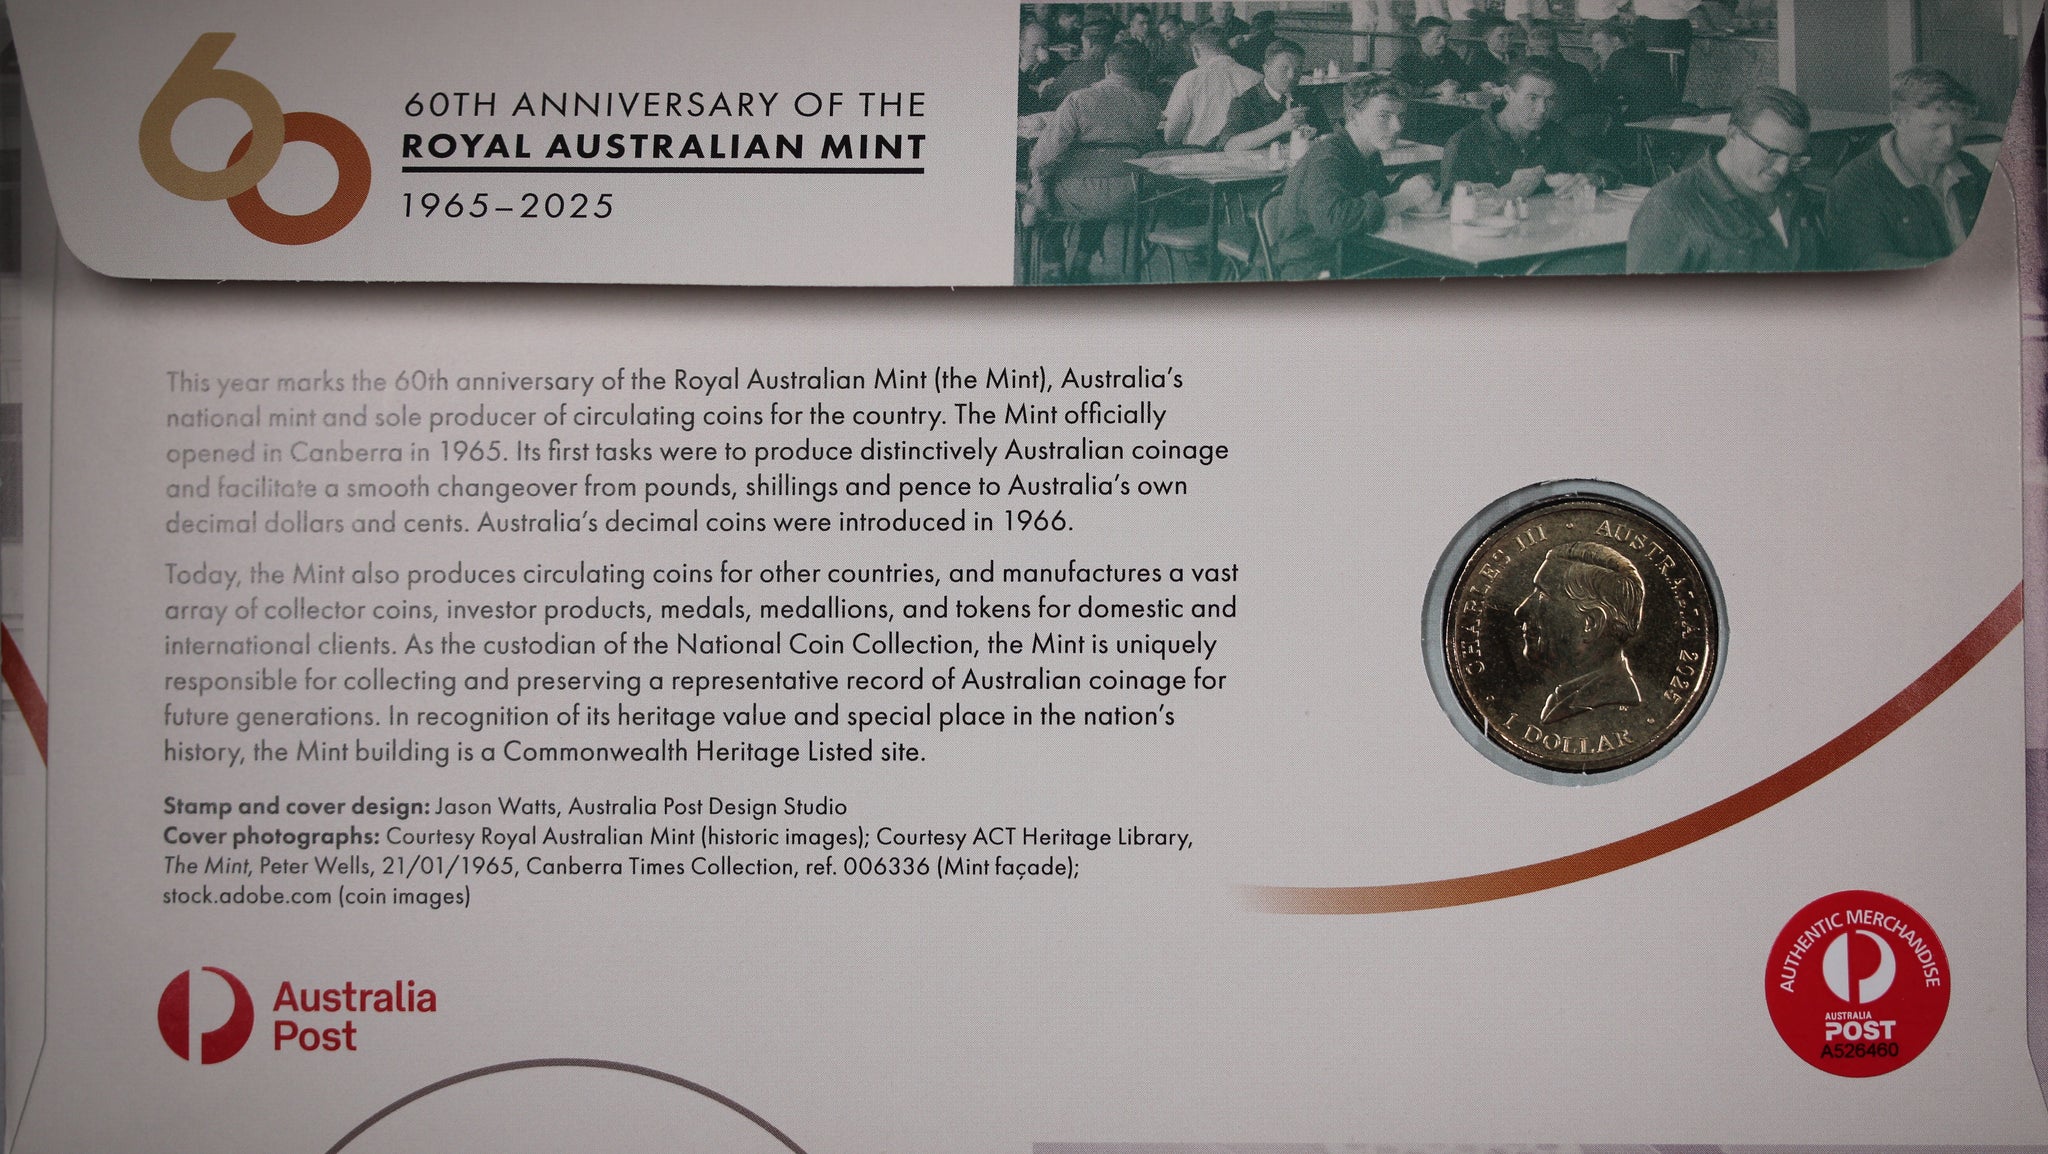 60
60TH ANNIVERSARY OF THE
ROYAL AUSTRALIAN MINT
1965–2025
This year marks the 60th anniversary of the Royal Australian Mint (the Mint), Australia’s
national mint and sole producer of circulating coins for the country. The Mint officially
opened in Canberra in 1965. Its first tasks were to produce distinctively Australian coinage
and facilitate a smooth changeover from pounds, shillings and pence to Australia’s own
decimal dollars and cents. Australia’s decimal coins were introduced in 1966.
Today, the Mint also produces circulating coins for other countries, and manufactures a vast
array of collector coins, investor products, medals, medallions, and tokens for domestic and
international clients. As the custodian of the National Coin Collection, the Mint is uniquely
responsible for collecting and preserving a representative record of Australian coinage for
future generations. In recognition of its heritage value and special place in the nation’s
history, the Mint building is a Commonwealth Heritage Listed site.
Stamp and cover design: Jason Watts, Australia Post Design Studio
Cover photographs: Courtesy Royal Australian Mint (historic images); Courtesy ACT Heritage Library,
The Mint, Peter Wells, 21/01/1965, Canberra Times Collection, ref. 006336 (Mint façade);
stock.adobe.com (coin images)
CHARLES III AUSTRALIA 2025
1 DOLLAR
Australia
Post
AUTHENTIC MERCHANDISE
AUSTRALIA
POST
A526460